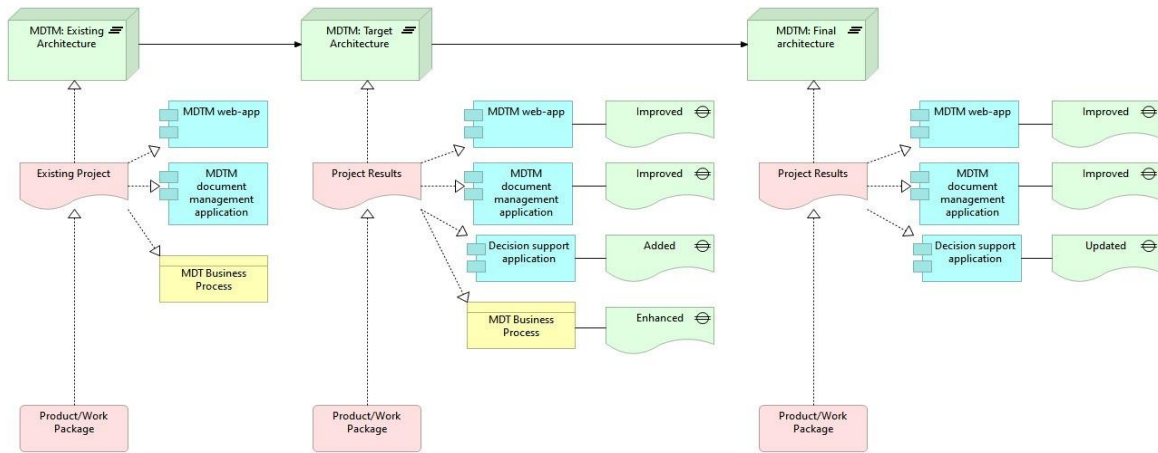 MDTM: Existing
Architecture
MDTM: Target
Architecture
MDTM: Final
architecture
Existing Project
MDTM web-app
MDTM
document
management
application
MDT Business
Process
Product/Work
Package
Project Results
MDTM web-app
Improved
MDTM
document
management
application
Improved
Decision support
application
Added
MDT Business
Process
Enhanced
Product/Work
Package
Project Results
MDTM web-app
Improved
MDTM
document
management
application
Improved
Decision support
application
Updated
Product/Work
Package